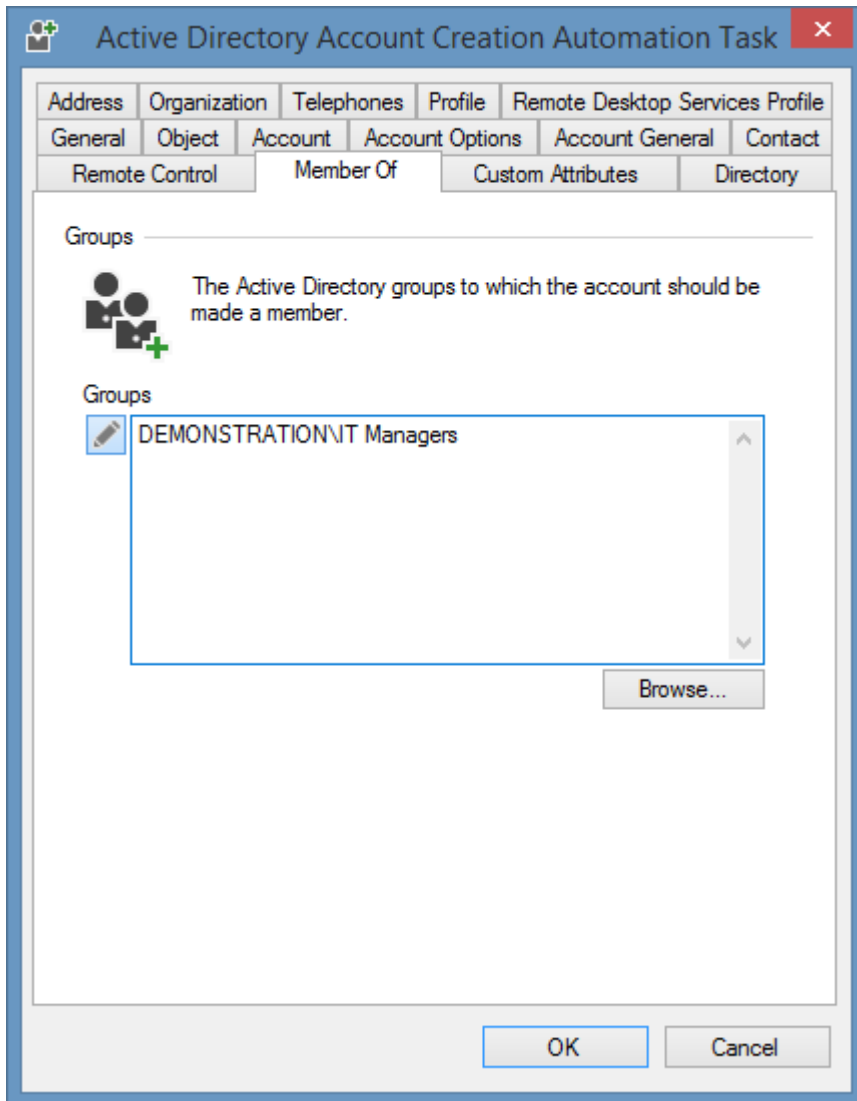 Active Directory Account Creation Automation Task
Address Organization Telephones Profile Remote Desktop Services Profile
General Object Account Account Options Account General Contact
Remote Control Member Of Custom Attributes Directory
Groups
The Active Directory groups to which the account should be
made a member.
Groups
DEMONSTRATION\IT Managers
Browse...
OK Cancel